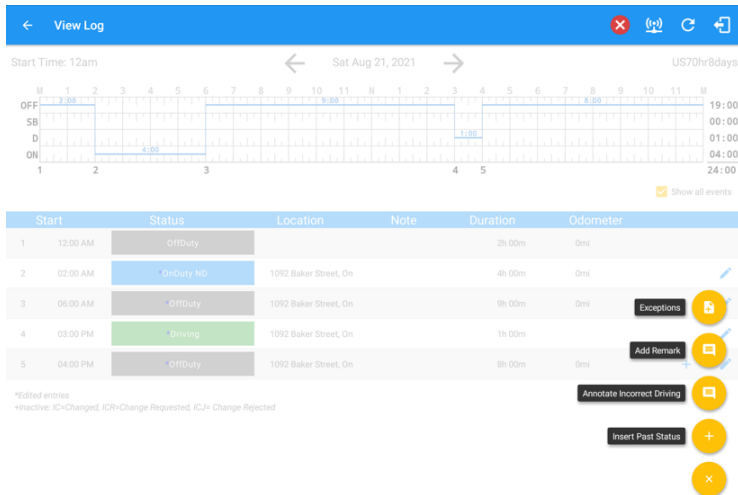 View Log
Start Time: 12am Sat Aug 21, 2021 US70hr8days
M 1 2 3 4 5 6 7 8 9 10 11 N 1 2 3 4 5 6 7 8 9 10 11 M
OFF 2:00 9:00 8:00 19:00
SB 00:00
D 1:00 01:00
ON 4:00 04:00
1 2 3 4 5 24:00
Show all events
Start Status Location Note Duration Odometer
1 12:00 AM OffDuty 2h 00m 0mi
2 02:00 AM *OnDuty ND 1092 Baker Street, On 4h 00m 0mi
3 06:00 AM *OffDuty 1092 Baker Street, On 9h 00m 0mi
Exceptions
4 03:00 PM *Driving 1092 Baker Street, On 1h 00m
Add Remark
5 04:00 PM *OffDuty 1092 Baker Street, On 8h 00m 0mi +
Annotate Incorrect Driving
*Edited entries
+Inactive: IC=Changed, ICR=Change Requested, ICJ= Change Rejected
Insert Past Status